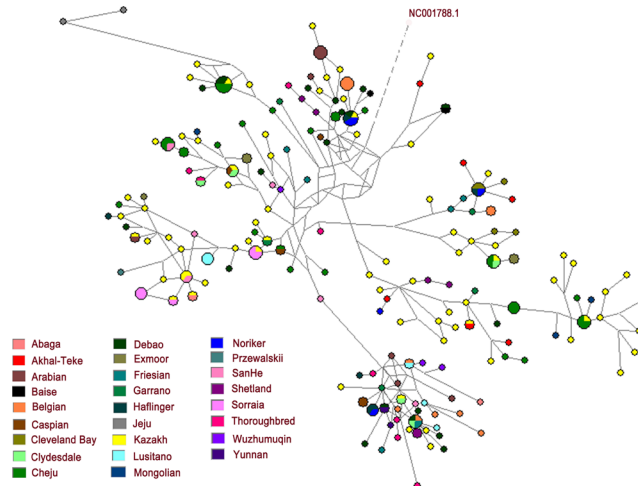 NC001788.1
Abaga
Akhal-Teke
Arabian
Baise
Belgian
Caspian
Cleveland Bay
Clydesdale
Cheju
Debao
Exmoor
Friesian
Garrano
Haflinger
Jeju
Kazakh
Lusitano
Mongolian
Noriker
Przewalskii
SanHe
Shetland
Sorraia
Thoroughbred
Wuzhumuqin
Yunnan